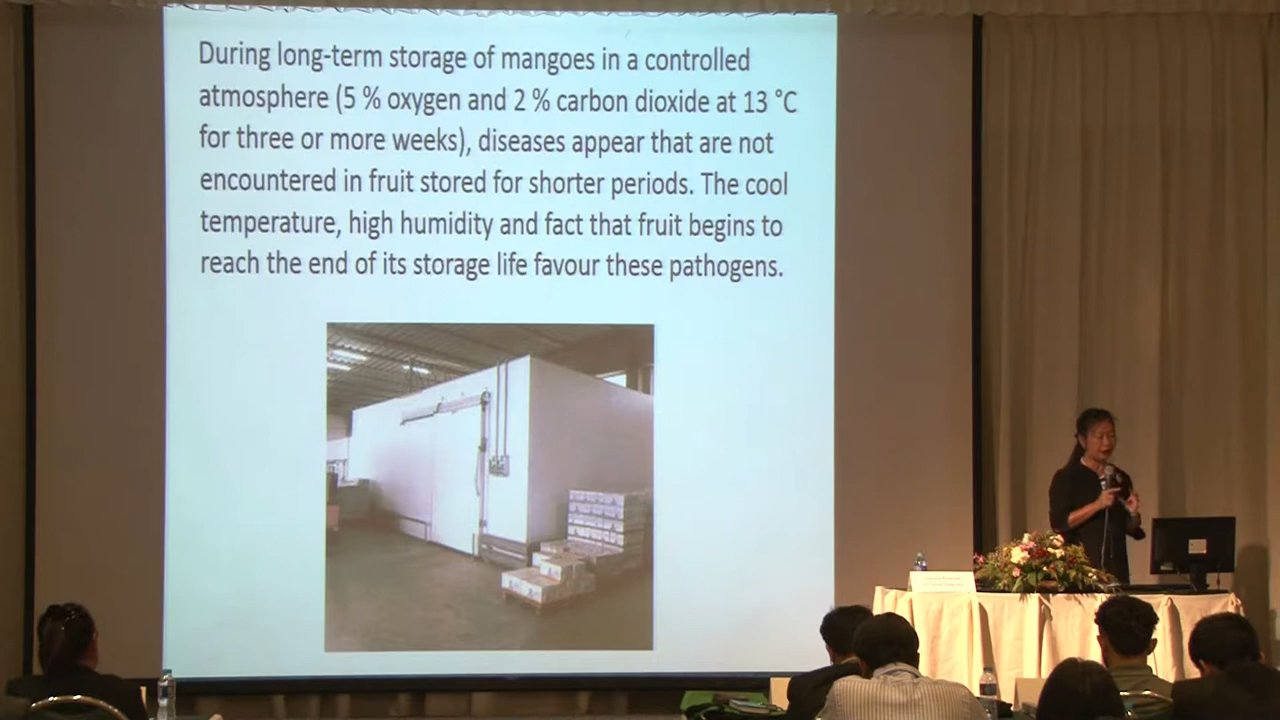 During long-term storage of mangoes in a controlled
atmosphere (5 % oxygen and 2 % carbon dioxide at 13 °C
for three or more weeks), diseases appear that are not
encountered in fruit stored for shorter periods. The cool
temperature, high humidity and fact that fruit begins to
reach the end of its storage life favour these pathogens.